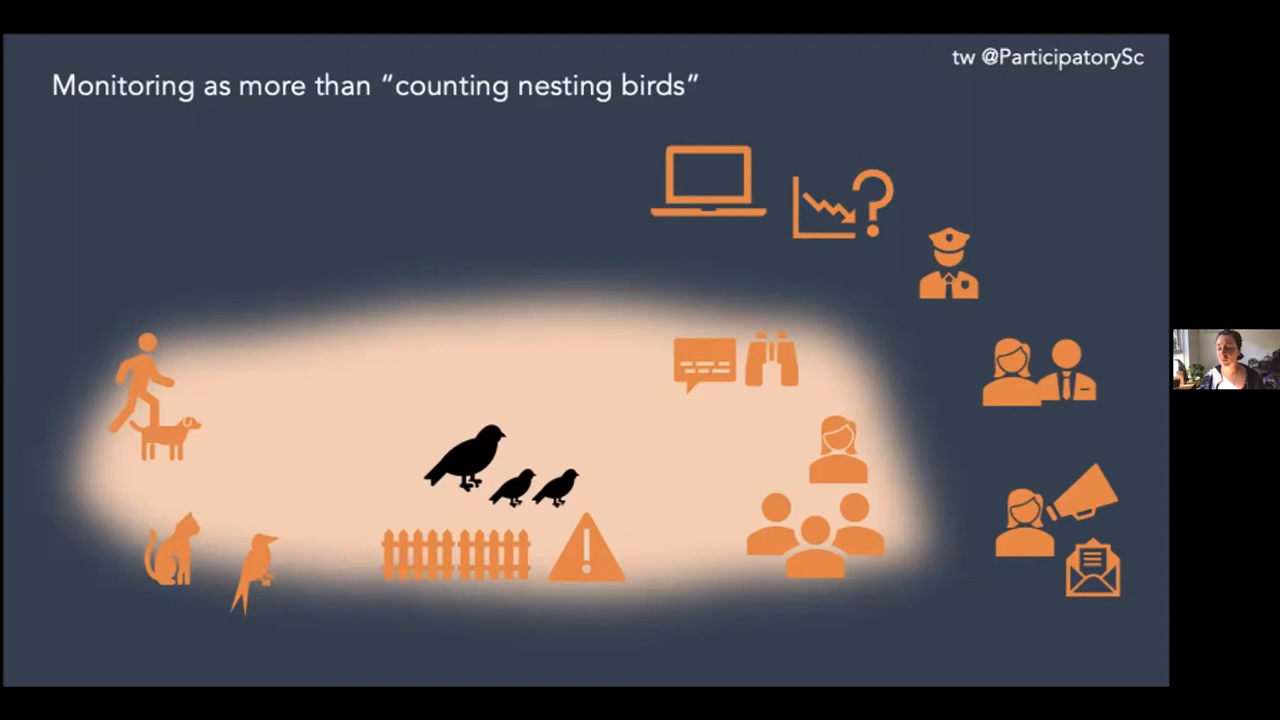 tw @ParticipatorySc
Monitoring as more than “counting nesting birds”